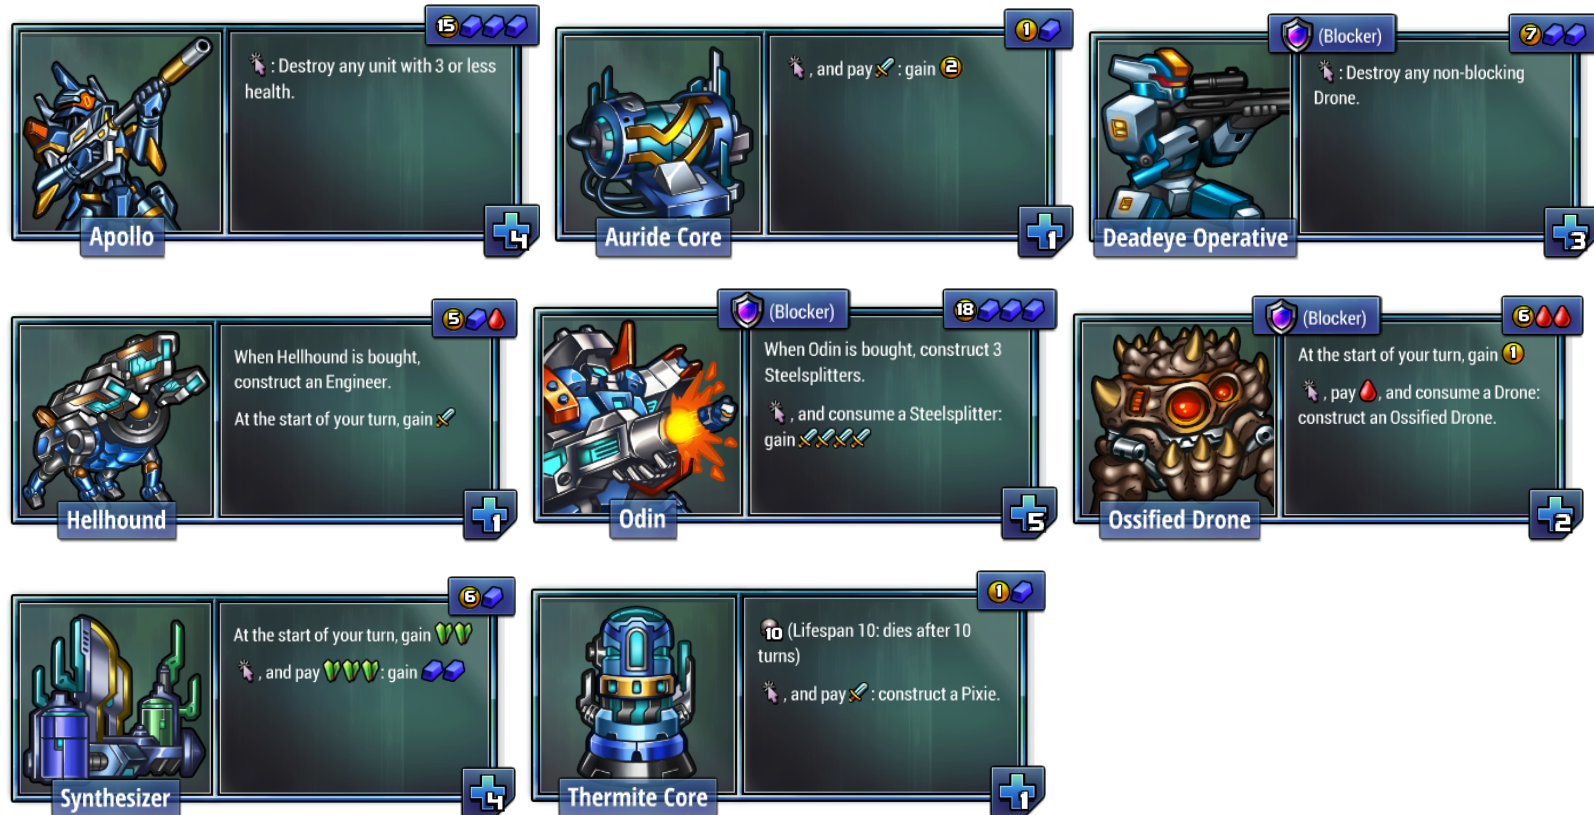 15
: Destroy any unit with 3 or less
health.
Apollo
4
1
, and pay : gain 2
Auride Core
1
(Blocker)
7
: Destroy any non-blocking
Drone.
Deadeye Operative
3
5
When Hellhound is bought,
construct an Engineer.
At the start of your turn, gain
Hellhound
1
(Blocker)
18
When Odin is bought, construct 3
Steelsplitters.
, and consume a Steelsplitter:
gain
Odin
5
(Blocker)
6
At the start of your turn, gain 1
, pay , and consume a Drone:
construct an Ossified Drone.
Ossified Drone
2
6
At the start of your turn, gain
, and pay : gain
Synthesizer
4
1
10 (Lifespan 10: dies after 10
turns)
, and pay : construct a Pixie.
Thermite Core
1